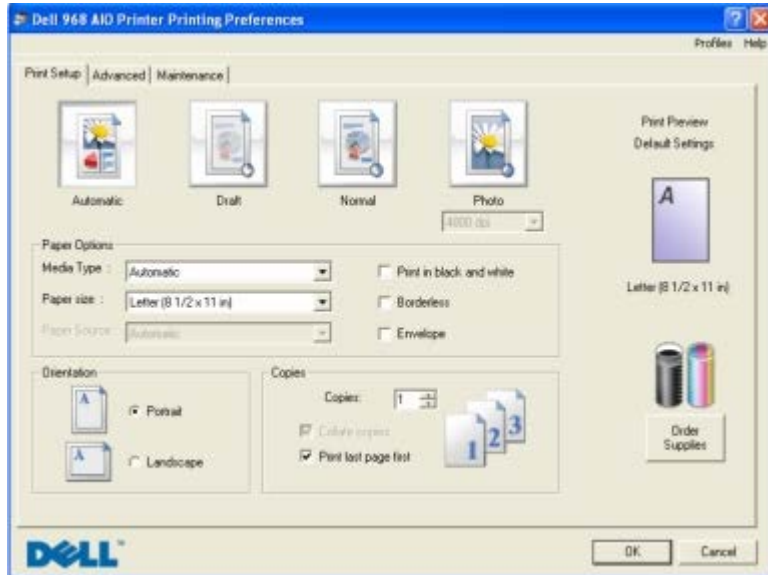 Dell 968 AIO Printer Printing Preferences
Profiles Help
Print Setup Advanced Maintenance
Automatic
Draft
Normal
Photo
4800 dpi
Print Preview
Default Settings
A
Letter (8 1/2 x 11 in)
Paper Options
Media Type : Automatic
Print in black and white
Paper size : Letter (8 1/2 x 11 in)
Borderless
Paper Source : Automatic
Envelope
Orientation
A
Portrait
A
Landscape
Copies
Copies: 1
Collate copies
Print last page first
1 2 3
Order
Supplies
DELL
OK Cancel